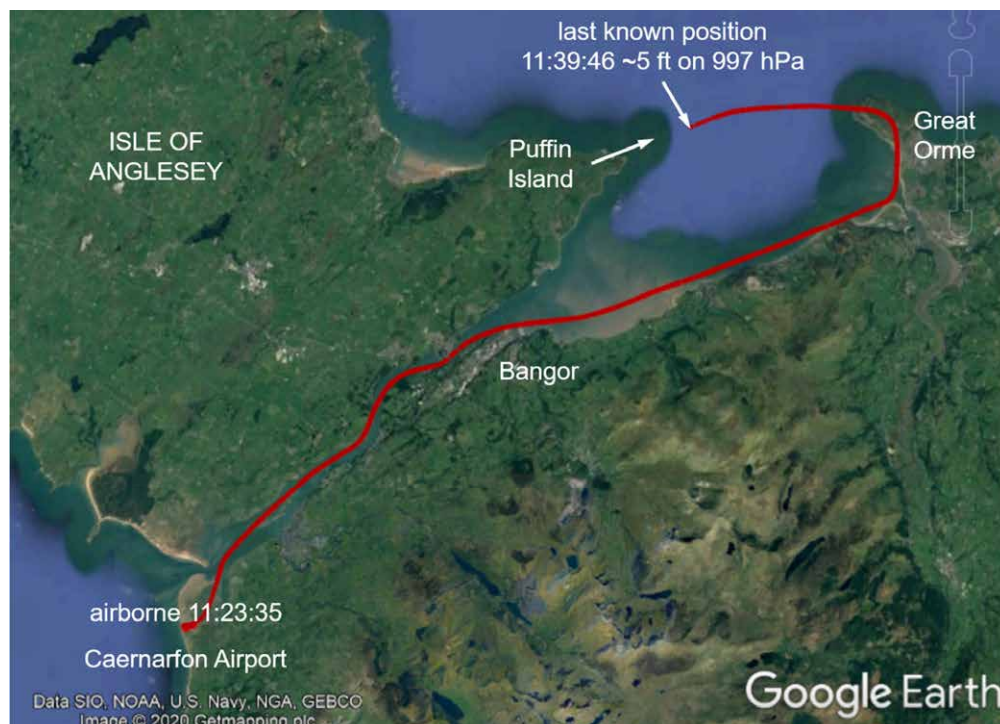 last known position
11:39:46 ~5 ft on 997 hPa
ISLE OF
ANGLESEY
Puffin
Island
Great
Orme
Bangor
airborne 11:23:35
Caernarfon Airport
Data SIO, NOAA, U.S. Navy, NGA, GEBCO
Image © 2020 Getmapping plc
Google Earth